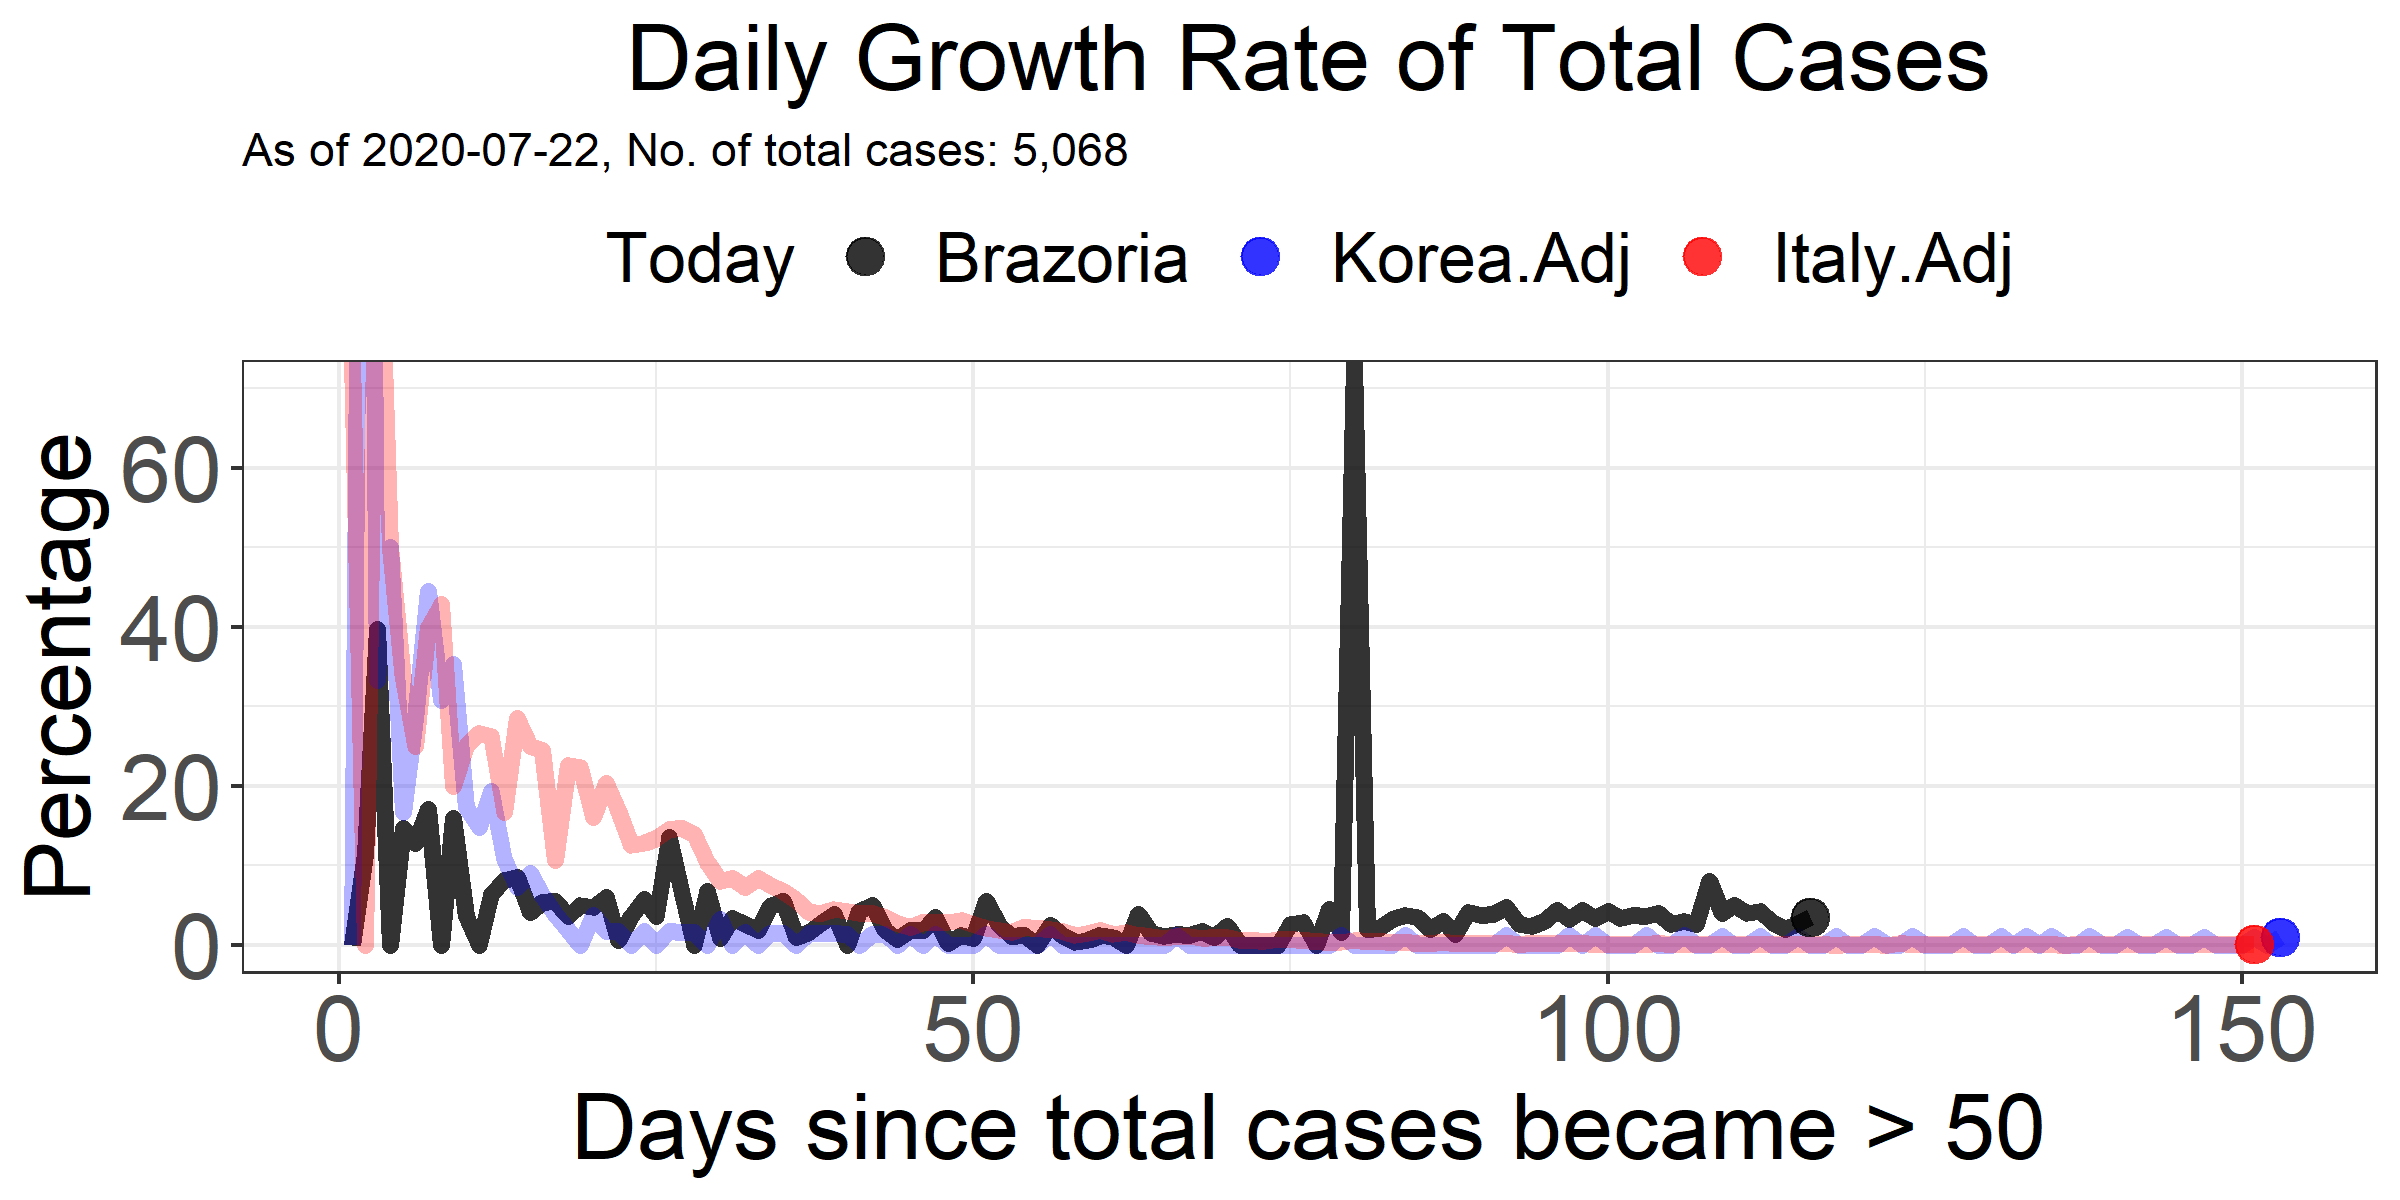 Daily Growth Rate of Total Cases
As of 2020-07-22, No. of total cases: 5,068
Today Brazoria Korea.Adj Italy.Adj
Percentage
60
40
20
0
0 50 100 150
Days since total cases became > 50